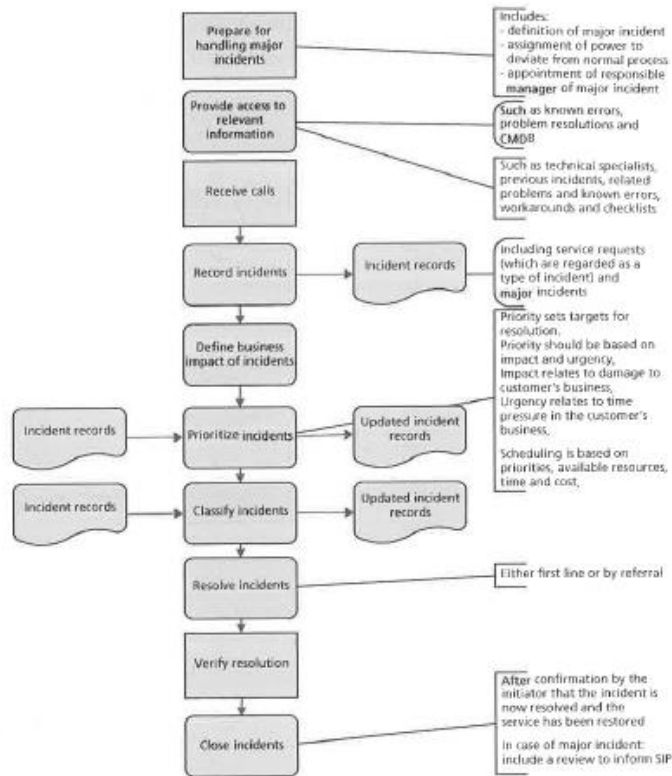 Prepare for
handling major
incidents
Includes:
- definition of major incident
- assignment of power to
deviate from normal process
- appointment of responsible
manager of major incident
Provide access to
relevant
information
Such as known errors,
problem resolutions and
CMDB
Such as technical specialists,
previous incidents, related
problems and known errors,
workarounds and checklists
Receive calls
Record incidents
Incident records
Including service requests
(which are regarded as a
type of incident) and
major incidents
Define business
impact of incidents
Priority sets targets for
resolution.
Priority should be based on
impact and urgency,
Impact relates to damage to
customer's business,
Urgency relates to time
pressure in the customer's
business,
Scheduling is based on
priorities, available resources,
time and cost,
Incident records
Prioritize incidents
Updated incident
records
Incident records
Classify incidents
Updated incident
records
Resolve incidents
Either first line or by referral
Verify resolution
Close incidents
After confirmation by the
initiator that the incident is
now resolved and the
service has been restored
In case of major incident:
include a review to inform SIP